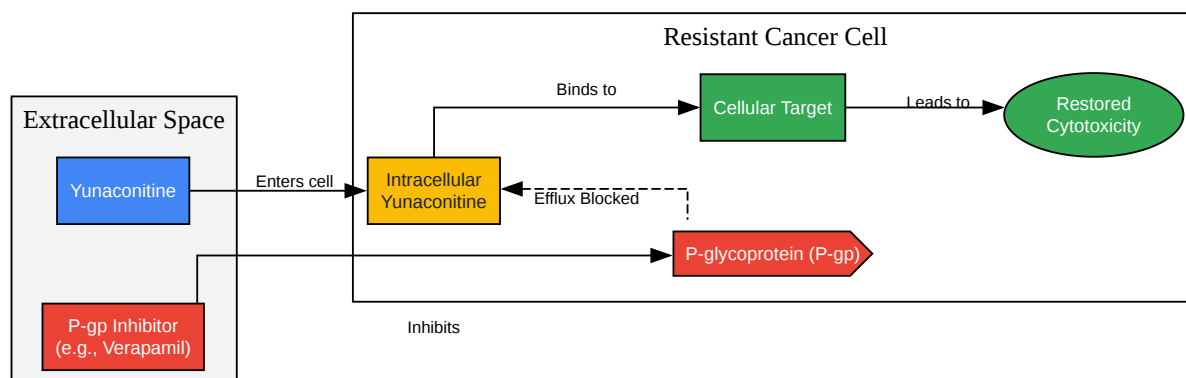 Resistant Cancer Cell
Extracellular Space
Binds to
Cellular Target
Leads to
Restored
Cytotoxicity
Yunaconitine
Enters cell
Intracellular
Yunaconitine
Efflux Blocked
P-glycoprotein (P-gp)
P-gp Inhibitor
(e.g., Verapamil)
Inhibits